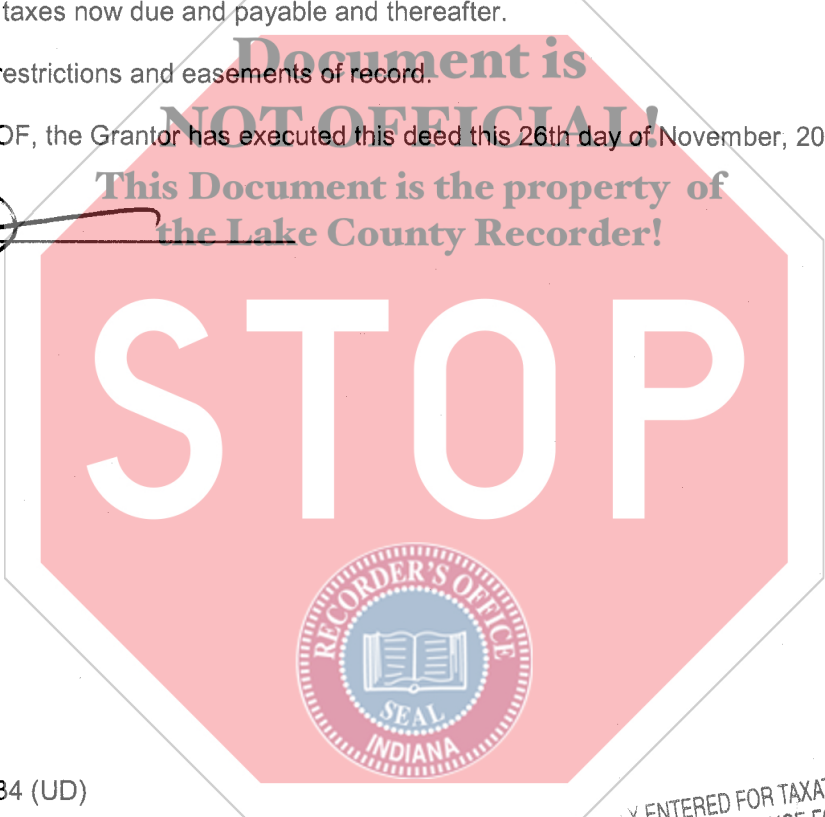 taxes now due and payable and thereafter.
Document is
restrictions and easements of record.
NOT OFFICIAL!
OF, the Grantor has executed this deed this 26th day of November, 20
This Document is the property of
the Lake County Recorder!
STOP
RECORDER'S OFFICE
SEAL
INDIANA
34 (UD)
Y ENTERED FOR TAXAT